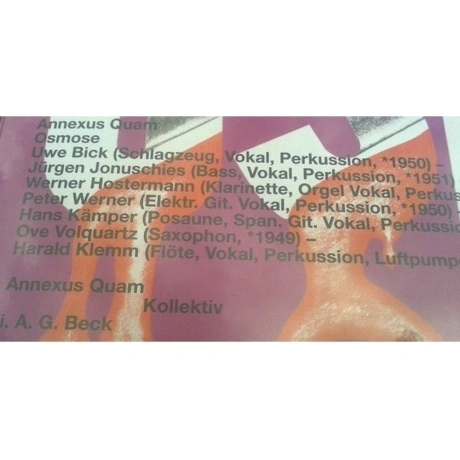 Annexus Quam
Osmose
Uwe Bick (Schlagzeug, Vokal, Perkussion, *1950) –
Jürgen Jonuschies (Bass, Vokal, Perkussion, *1951)
Werner Hostermann (Klarinette, Orgel Vokal, Perkus
Peter Werner (Elektr. Git. Vokal, Perkussion, *1950)
Hans Kämper (Posaune, Span. Git. Vokal, Perkussio
Ove Volquartz (Saxophon, *1949) –
Harald Klemm (Flöte, Vokal, Perkussion, Luftpumpe
Annexus Quam
Kollektiv
i. A. G. Beck